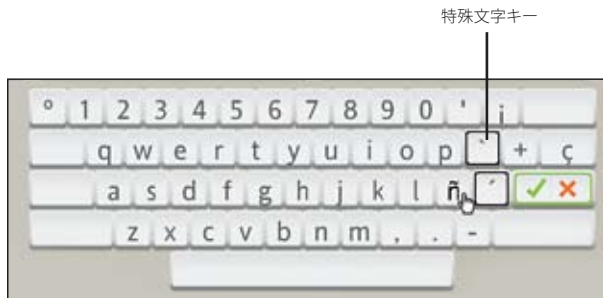 特殊文字キー
º 1 2 3 4 5 6 7 8 9 0 ' ¡
q w e r t y u i o p ` + ç
a s d f g h j k l ñ ´
z x c v b n m , . -